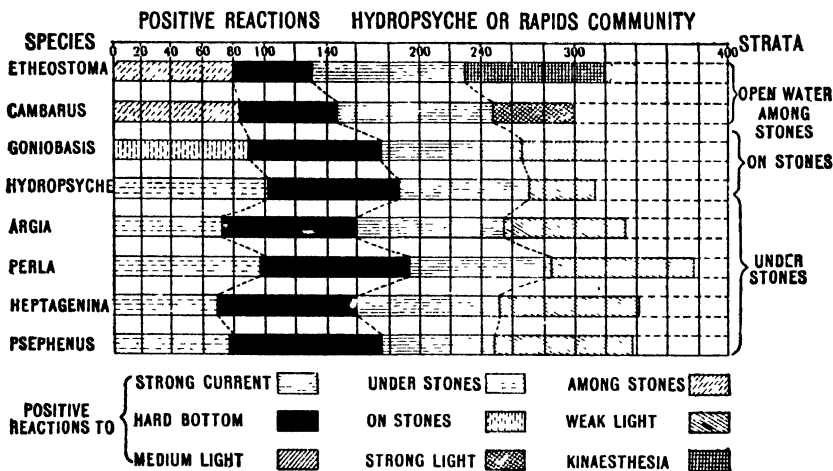 POSITIVE REACTIONS HYDROPSYCHE OR RAPIDS COMMUNITY
SPECIES STRATA
0 20 40 60 80 100 140 200 240 300 400
ETHEOSTOMA
CAMBARUS
OPEN WATER
AMONG
STONES
GONIOBASIS
ON STONES
HYDROPSYCHE
ARGIA
PERLA
UNDER
STONES
HEPTAGENINA
PSEPHENUS
POSITIVE
REACTIONS TO
STRONG CURRENT UNDER STONES AMONG STONES
HARD BOTTOM ON STONES WEAK LIGHT
MEDIUM LIGHT STRONG LIGHT KINAESTHESIA